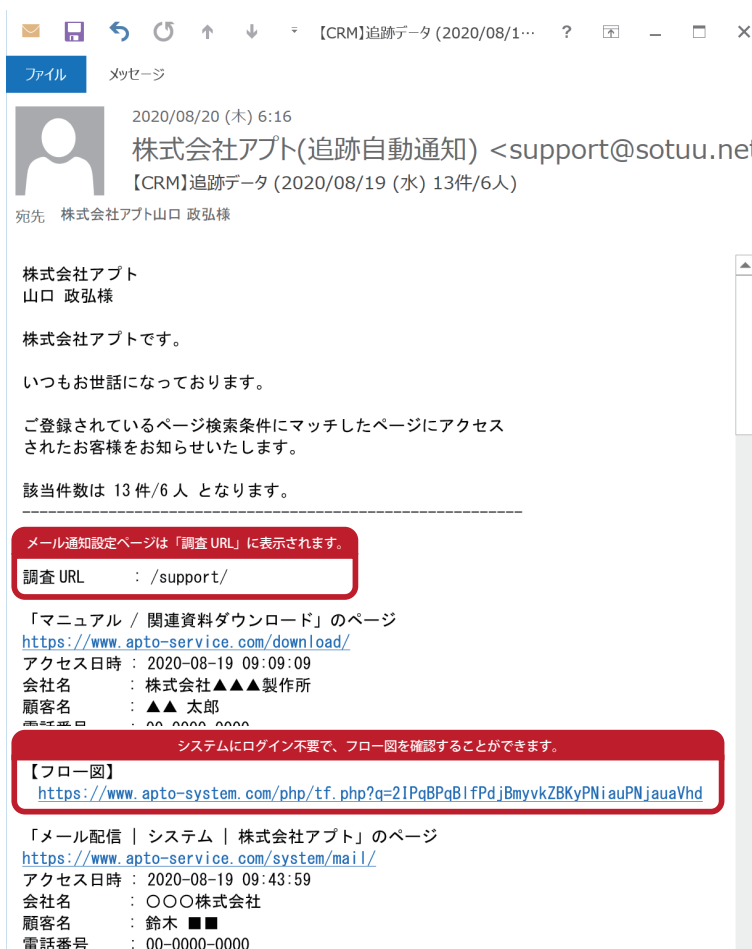 【CRM】追跡データ (2020/08/1… ?
ファイル メッセージ
2020/08/20 (木) 6:16
株式会社アプト(追跡自動通知) <support@sotuu.net
【CRM】追跡データ (2020/08/19 (水) 13件/6人)
宛先 株式会社アプト山口 政弘様
株式会社アプト
山口 政弘様
株式会社アプトです。
いつもお世話になっております。
ご登録されているページ検索条件にマッチしたページにアクセス
されたお客様をお知らせいたします。
該当件数は 13 件/6 人 となります。
------------------------------------------------------------
メール通知設定ページは「調査 URL」に表示されます。
調査 URL : /support/
「マニュアル / 関連資料ダウンロード」のページ
https://www.apto-service.com/download/
アクセス日時 : 2020-08-19 09:09:09
会社名 : 株式会社▲▲▲製作所
顧客名 : ▲▲ 太郎
電話番号 : 00-0000-0000
システムにログイン不要で、フロー図を確認することができます。
【フロー図】
https://www.apto-system.com/php/tf.php?q=2IPqBPqBlfPdjBmyvkZBKyPNiauPNjauaVhd
「メール配信 | システム | 株式会社アプト」のページ
https://www.apto-service.com/system/mail/
アクセス日時 : 2020-08-19 09:43:59
会社名 : 〇〇〇株式会社
顧客名 : 鈴木 ■■
電話番号 : 00-0000-0000